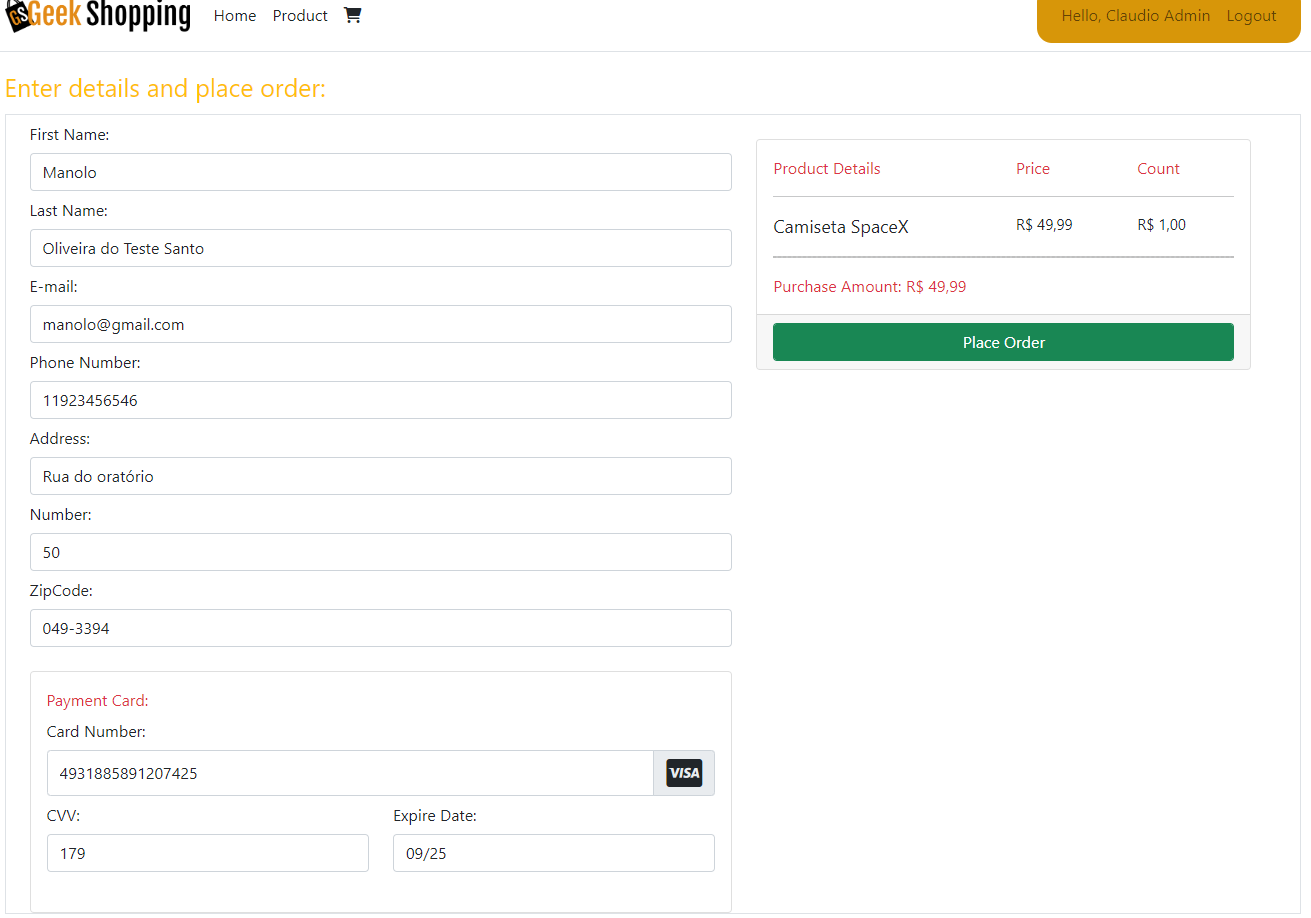 GS Geek Shopping Home Product Hello, Claudio Admin Logout
Enter details and place order:
First Name:
Manolo
Last Name:
Oliveira do Teste Santo
E-mail:
manolo@gmail.com
Phone Number:
11923456546
Address:
Rua do oratório
Number:
50
ZipCode:
049-3394
Payment Card:
Card Number:
4931885891207425 VISA
CVV: Expire Date:
179 09/25
Product Details Price Count
Camiseta SpaceX R$ 49,99 R$ 1,00
Purchase Amount: R$ 49,99
Place Order